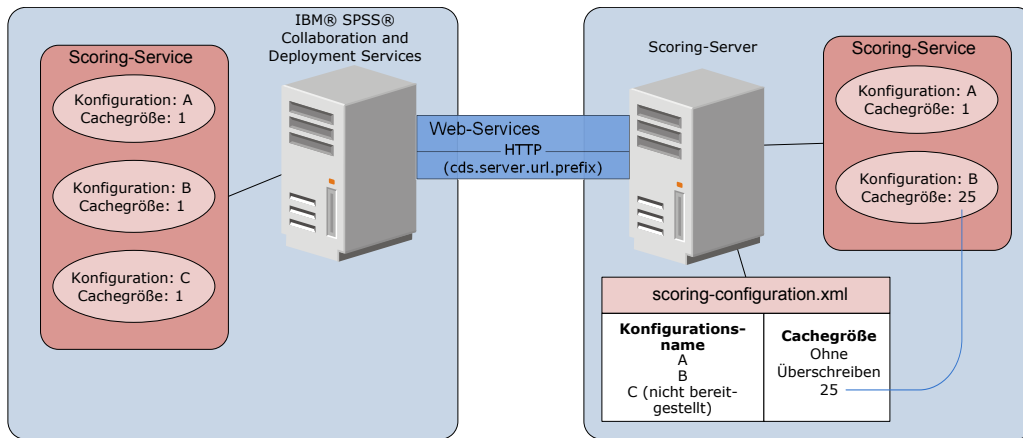 IBM® SPSS®
Collaboration and
Deployment Services
Scoring-Service
Konfiguration: A
Cachegröße: 1
Konfiguration: B
Cachegröße: 1
Konfiguration: C
Cachegröße: 1
Web-Services
HTTP
(cds.server.url.prefix)
Scoring-Server
Scoring-Service
Konfiguration: A
Cachegröße: 1
Konfiguration: B
Cachegröße: 25
scoring-configuration.xml
Konfigurations-
name
A
B
C (nicht bereit-
gestellt)
Cachegröße
Ohne
Überschreiben
25